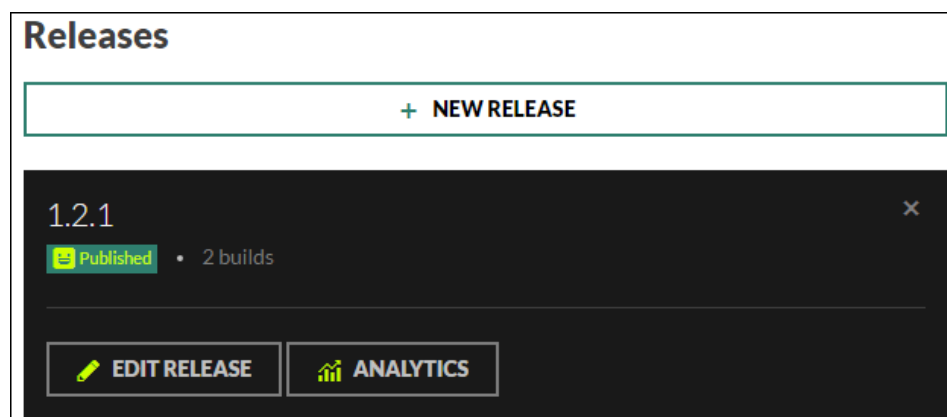 Releases
+ NEW RELEASE
1.2.1
×
Published • 2 builds
EDIT RELEASE ANALYTICS